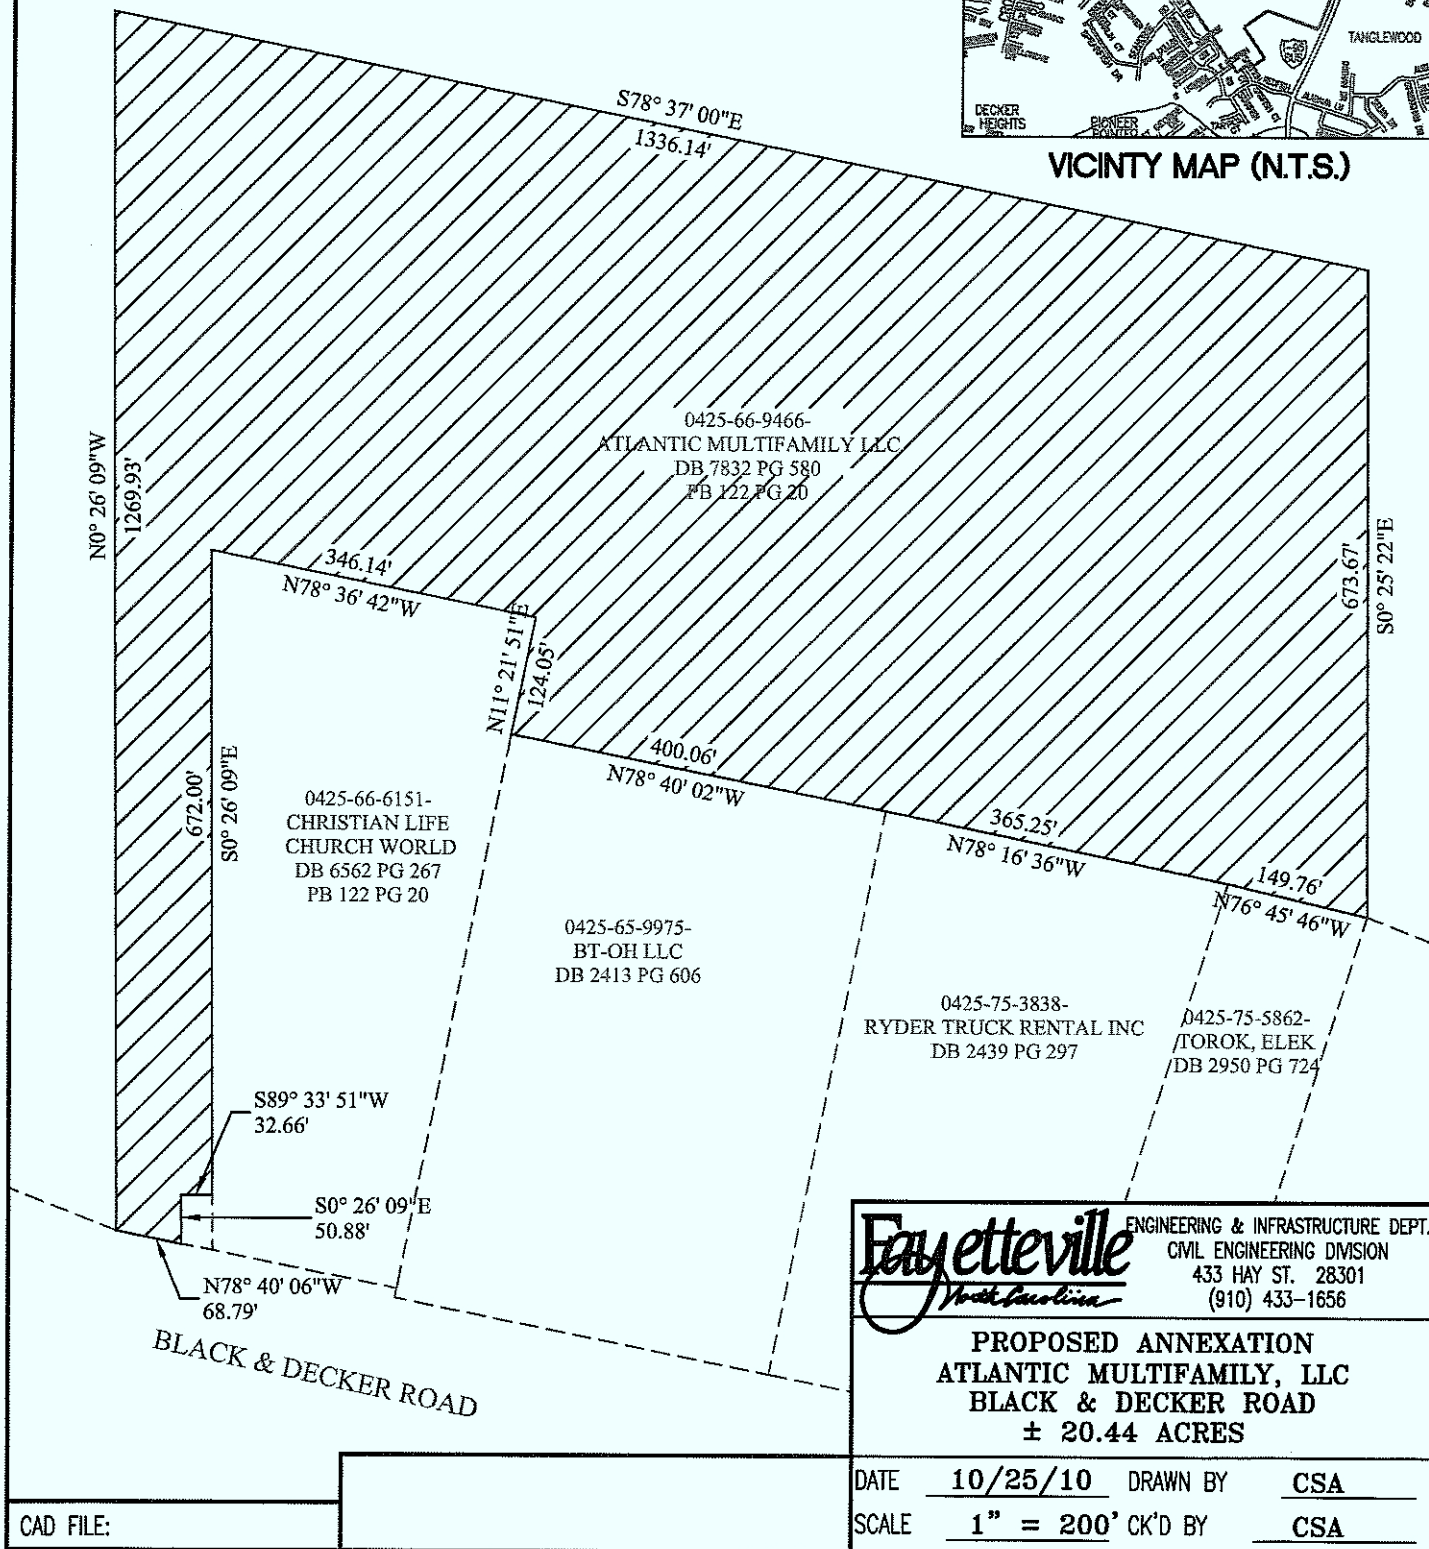 S78° 37' 00"E
1336.14'
TANGLEWOOD
DECKER
HEIGHTS
PIONEER
POINTER
VICINTY MAP (N.T.S.)
N0° 26' 09"W
1269.93'
0425-66-9466-
ATLANTIC MULTIFAMILY LLC
DB 7832 PG 580
PB 122 PG 20
673.67'
S0° 25' 22"E
346.14'
N78° 36' 42"W
N11° 21' 51"E
124.05'
400.06'
N78° 40' 02"W
365.25'
N78° 16' 36"W
149.76'
N76° 45' 46"W
672.00'
S0° 26' 09"E
0425-66-6151-
CHRISTIAN LIFE
CHURCH WORLD
DB 6562 PG 267
PB 122 PG 20
0425-65-9975-
BT-OH LLC
DB 2413 PG 606
0425-75-3838-
RYDER TRUCK RENTAL INC
DB 2439 PG 297
0425-75-5862-
TOROK, ELEK
DB 2950 PG 724
S89° 33' 51"W
32.66'
S0° 26' 09"E
50.88'
N78° 40' 06"W
68.79'
BLACK & DECKER ROAD
Fayetteville
North Carolina
ENGINEERING & INFRASTRUCTURE DEPT.
CIVIL ENGINEERING DIVISION
433 HAY ST. 28301
(910) 433-1656
PROPOSED ANNEXATION
ATLANTIC MULTIFAMILY, LLC
BLACK & DECKER ROAD
± 20.44 ACRES
DATE 10/25/10 DRAWN BY CSA
SCALE 1" = 200' CK'D BY CSA
CAD FILE: